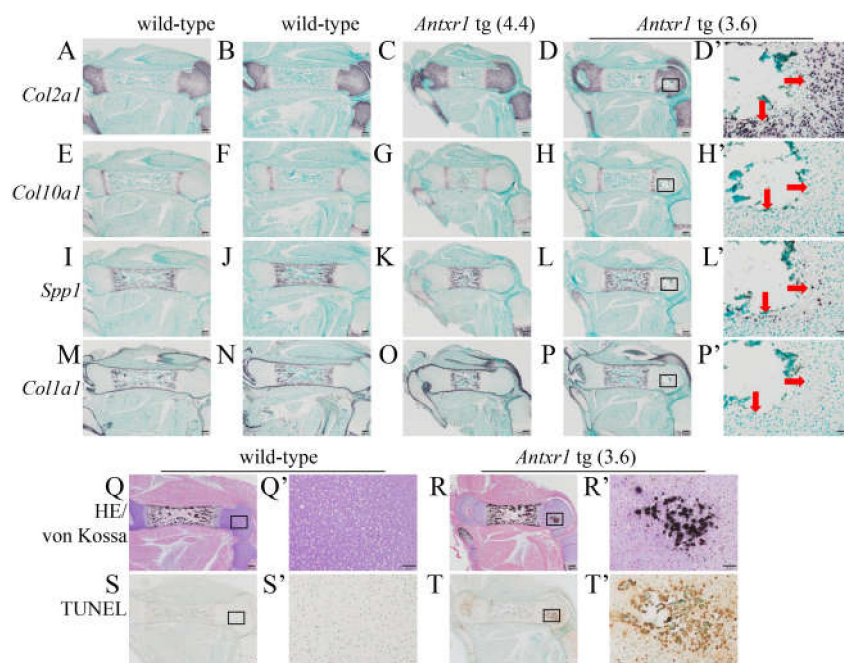 wild-type wild-type Antxr1 tg (4.4) Antxr1 tg (3.6)
A B C D D'
Col2a1
E F G H H'
Col10a1
I J K L L'
Spp1
M N O P P'
Col1a1
wild-type Antxr1 tg (3.6)
Q Q' R R'
HE/
von Kossa
S S' T T'
TUNEL